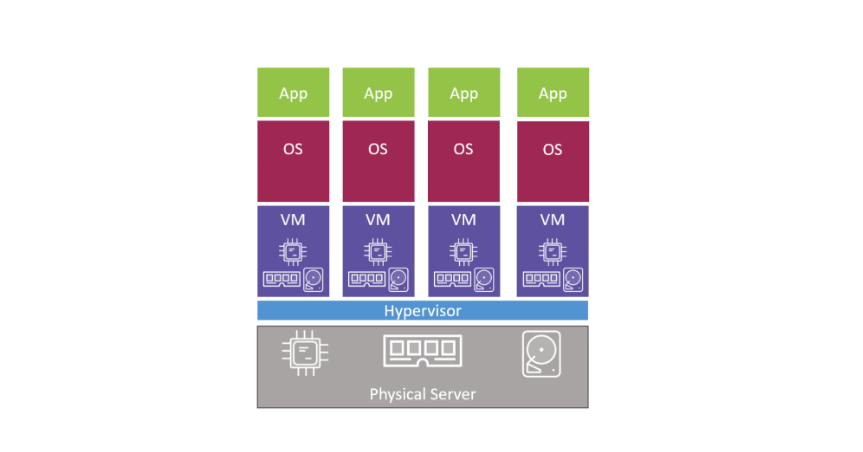 App App App App
OS OS OS OS
VM VM VM VM
Hypervisor
Physical Server